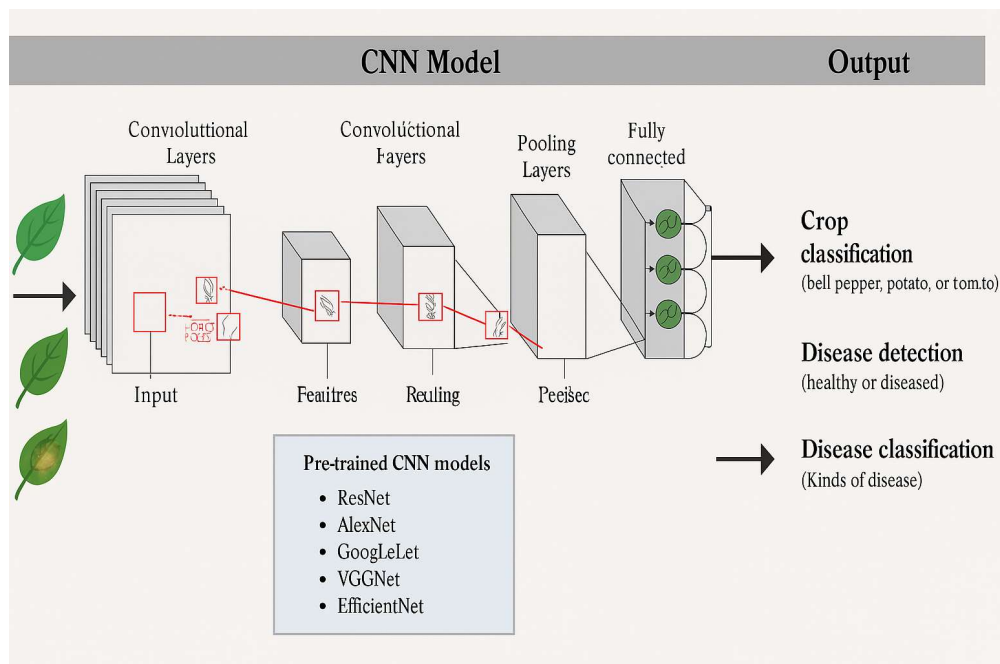 CNN Model
Output
Convioluttional
Layers
Convoluctional
Fayers
Pooling
Layers
Fully
connected
Input
Feauitres
Reuling
Peeisec
Crop
classification
(bell pepper, potato, or tom.to)
Disease detection
(healthy or diseased)
Disease classification
(Kinds of disease)
Pre-trained CNN models
• ResNet
• AlexNet
• GoogLeLet
• VGGNet
• EfficientNet